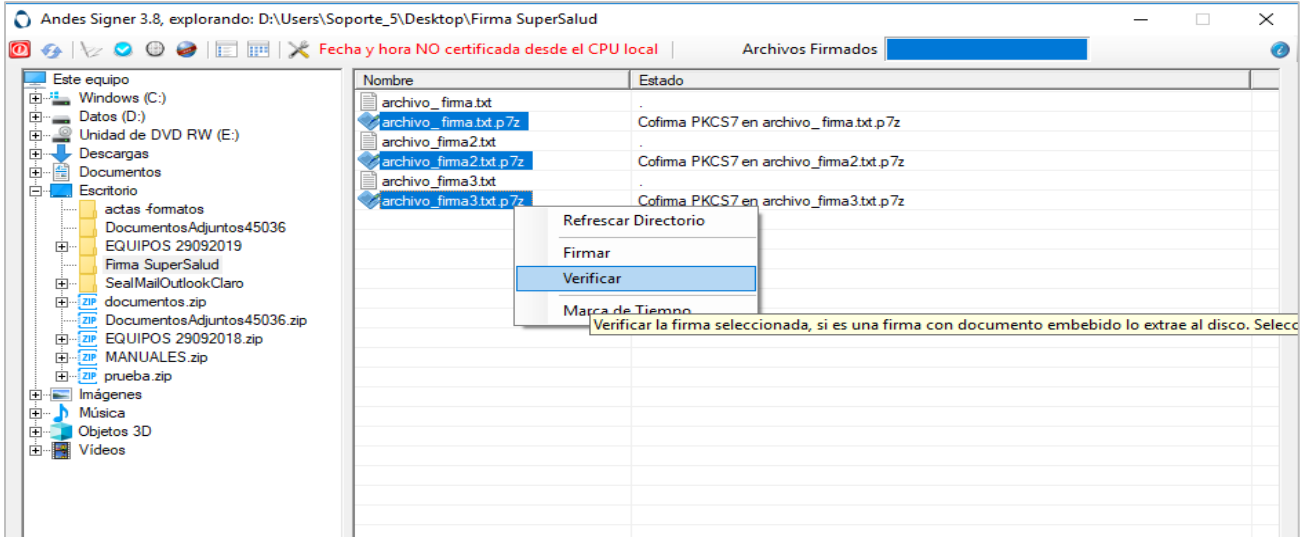 Andes Signer 3.8, explorando: D:\Users\Soporte_5\Desktop\Firma SuperSalud
Fecha y hora NO certificada desde el CPU local
Archivos Firmados
Este equipo
Windows (C:)
Datos (D:)
Unidad de DVD RW (E:)
Descargas
Documentos
Escritorio
actas -formatos
DocumentosAdjuntos45036
EQUIPOS 29092019
Firma SuperSalud
SealMailOutlookClaro
ZIP documentos.zip
ZIP DocumentosAdjuntos45036.zip
ZIP EQUIPOS 29092018.zip
ZIP MANUALES.zip
ZIP prueba.zip
Imágenes
Música
Objetos 3D
Vídeos
Nombre Estado
archivo_ firma.txt .
archivo_ firma.txt.p7z Cofirma PKCS7 en archivo_ firma.txt.p7z
archivo_firma2.txt .
archivo_firma2.txt.p7z Cofirma PKCS7 en archivo_firma2.txt.p7z
archivo_firma3.txt .
archivo_firma3.txt.p7z Cofirma PKCS7 en archivo_firma3.txt.p7z
Refrescar Directorio
Firmar
Verificar
Marca de Tiempo
Verificar la firma seleccionada, si es una firma con documento embebido lo extrae al disco. Selecc